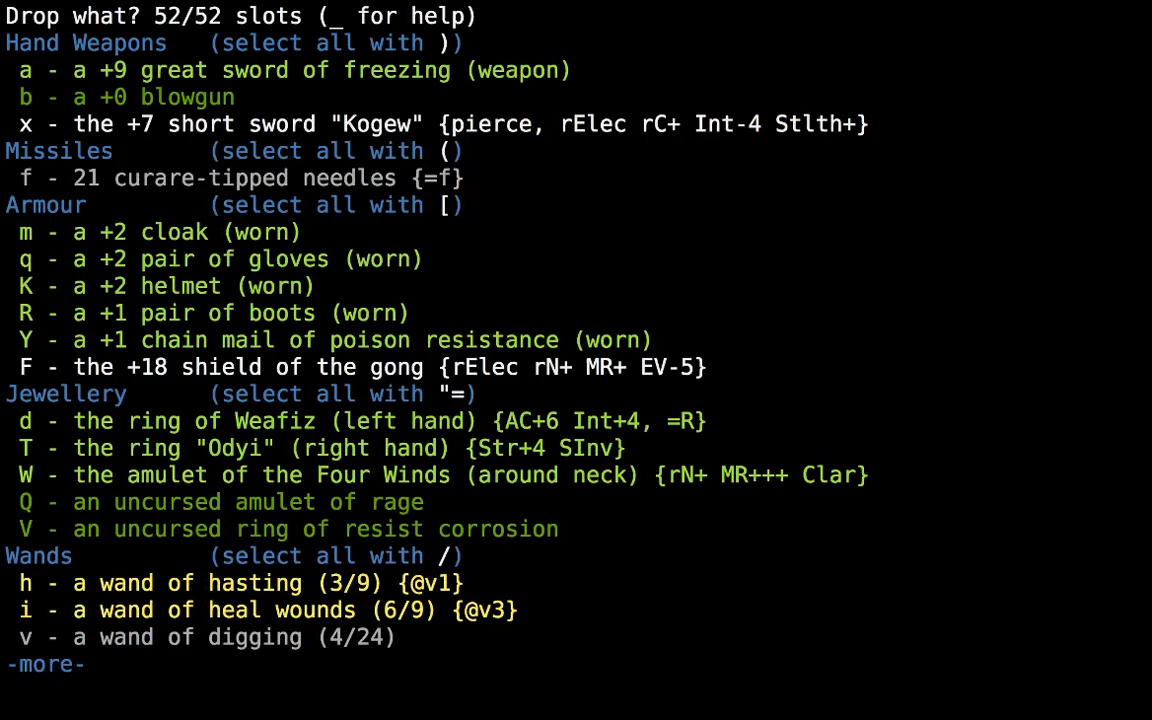 Drop what? 52/52 slots (_ for help)
Hand Weapons (select all with ))
a - a +9 great sword of freezing (weapon)
b - a +0 blowgun
x - the +7 short sword "Kogew" {pierce, rElec rC+ Int-4 Stlth+}
Missiles (select all with ()
f - 21 curare-tipped needles {=f}
Armour (select all with [)
m - a +2 cloak (worn)
q - a +2 pair of gloves (worn)
K - a +2 helmet (worn)
R - a +1 pair of boots (worn)
Y - a +1 chain mail of poison resistance (worn)
F - the +18 shield of the gong {rElec rN+ MR+ EV-5}
Jewellery (select all with "=)
d - the ring of Weafiz (left hand) {AC+6 Int+4, =R}
T - the ring "Odyi" (right hand) {Str+4 SInv}
W - the amulet of the Four Winds (around neck) {rN+ MR+++ Clar}
Q - an uncursed amulet of rage
V - an uncursed ring of resist corrosion
Wands (select all with /)
h - a wand of hasting (3/9) {@v1}
i - a wand of heal wounds (6/9) {@v3}
v - a wand of digging (4/24)
-more-